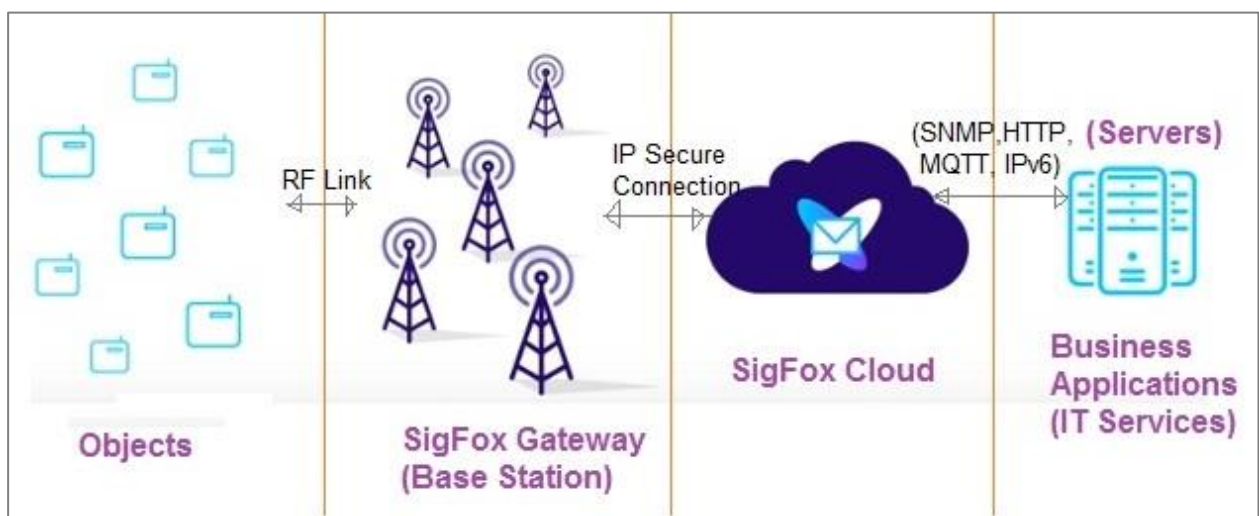 RF Link
IP Secure
Connection
(SNMP,HTTP,
MQTT, IPv6)
(Servers)
Objects
SigFox Gateway
(Base Station)
SigFox Cloud
Business
Applications
(IT Services)